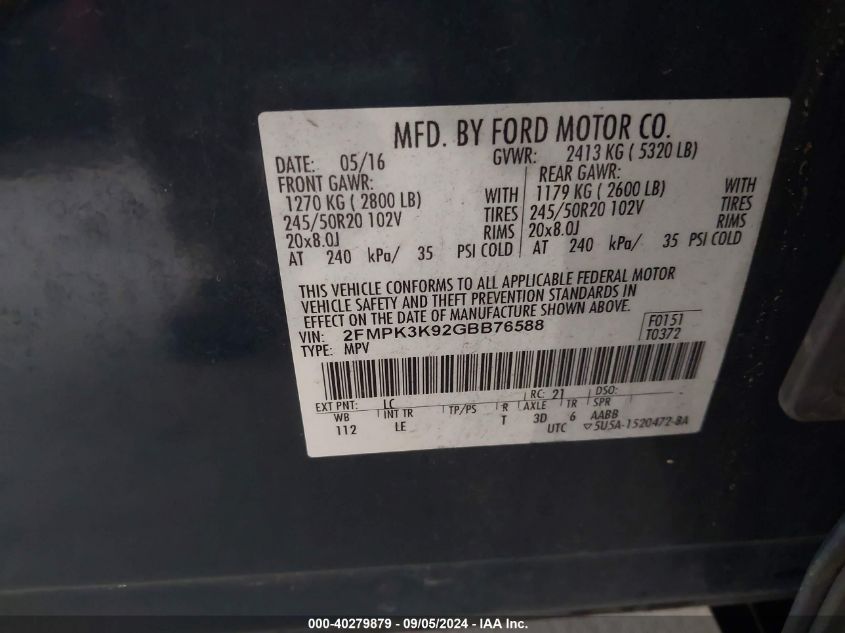 MFD. BY FORD MOTOR CO.
DATE: 05/16 GVWR: 2413 KG ( 5320 LB)
FRONT GAWR: REAR GAWR:
1270 KG ( 2800 LB) WITH 1179 KG ( 2600 LB) WITH
245/50R20 102V TIRES 245/50R20 102V TIRES
20x8.0J RIMS 20x8.0J RIMS
AT 240 kPa/ 35 PSI COLD AT 240 kPa/ 35 PSI COLD
THIS VEHICLE CONFORMS TO ALL APPLICABLE FEDERAL MOTOR
VEHICLE SAFETY AND THEFT PREVENTION STANDARDS IN
EFFECT ON THE DATE OF MANUFACTURE SHOWN ABOVE.
VIN: 2FMPK3K92GBB76588 F0151
TYPE: MPV T0372
EXT PNT: LC RC: 21 DSO:
WB INT TR TP/PS R AXLE TR SPR
112 LE T 3D 6 AABB
UTC ▽5U5A-1520472-BA
000-40279879 - 09/05/2024 - IAA Inc.